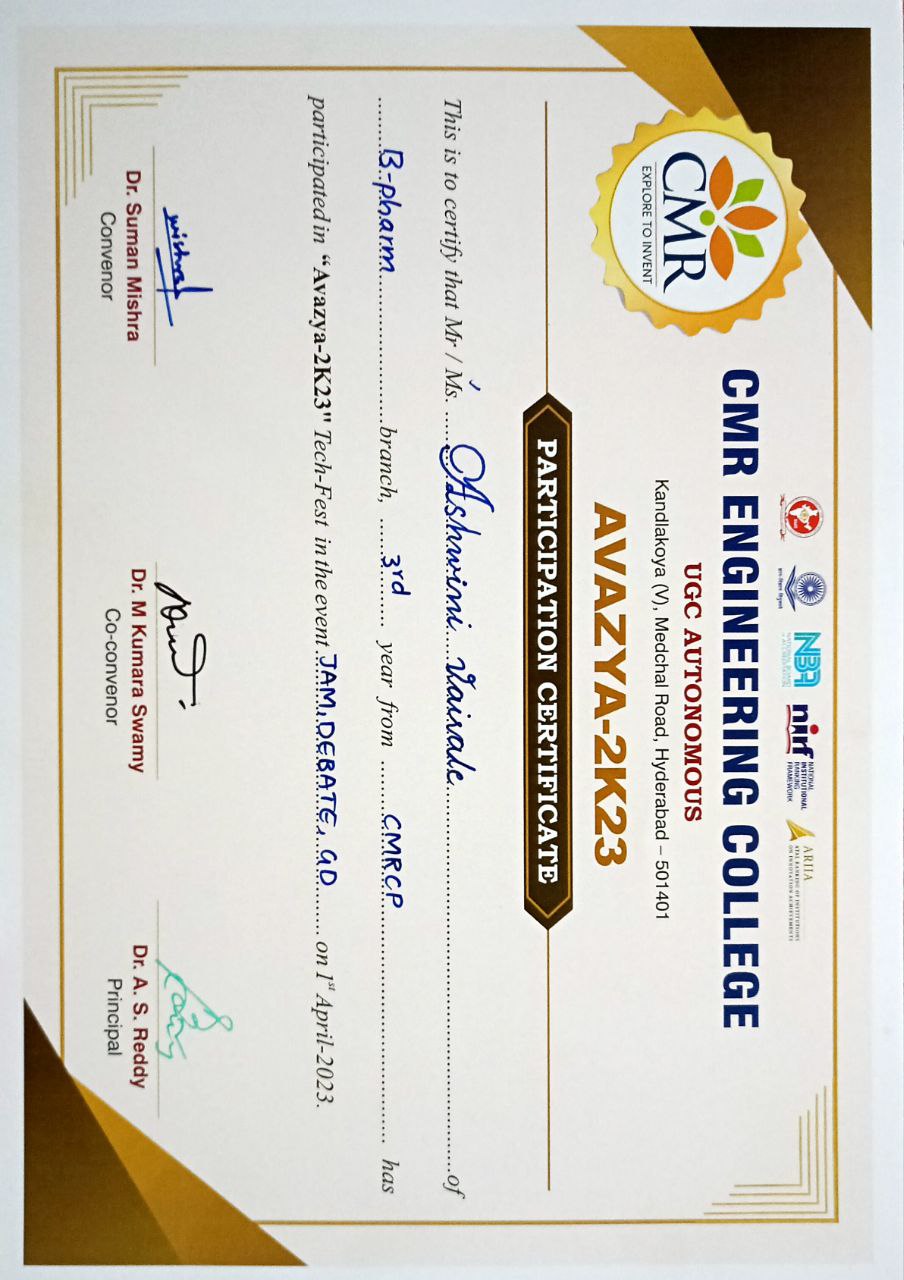 NBA
NATIONAL BOARD
of ACCREDITATION
nirf NATIONAL INSTITUTIONAL RANKING FRAMEWORK
ARIIA
ATAL RANKING OF INSTITUTIONS
ON INNOVATION ACHIEVEMENTS
CMR ENGINEERING COLLEGE
UGC AUTONOMOUS
Kandlakoya (V), Medchal Road, Hyderabad – 501401
CMR
EXPLORE TO INVENT
AVAZYA-2K23
PARTICIPATION CERTIFICATE
This is to certify that Mr / Ms. Ashwini Vaivale of
B-pharm branch, 3rd year from CMRCP has
participated in “Avazya-2K23" Tech-Fest in the event JAM, DEBATE, GD on 1st April-2023.
Dr. Suman Mishra
Convenor
Dr. M Kumara Swamy
Co-convenor
Dr. A. S. Reddy
Principal